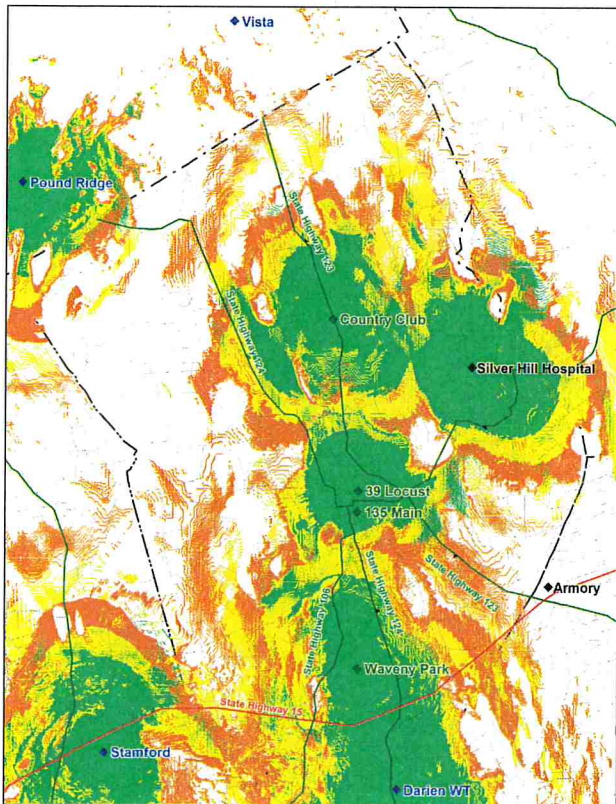 Vista
Pound Ridge
State Highway 123
State Highway 124
Country Club
Silver Hill Hospital
39 Locust
135 Main
State Highway 123
Armory
State Highway 106
State Highway 124
Waveny Park
State Highway 15
Stamford
Darien WT